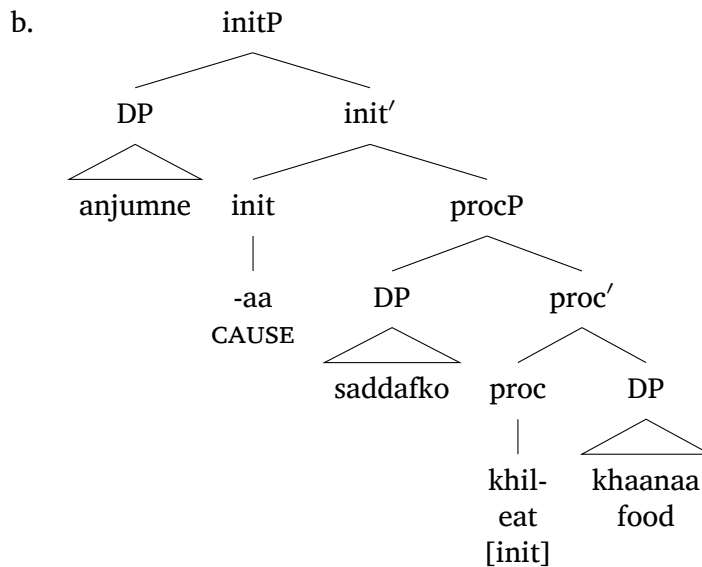 b. initP
DP init′
anjumne init procP
-aa DP proc′
CAUSE
saddafko proc DP
khil- khaanaa
eat food
[init]